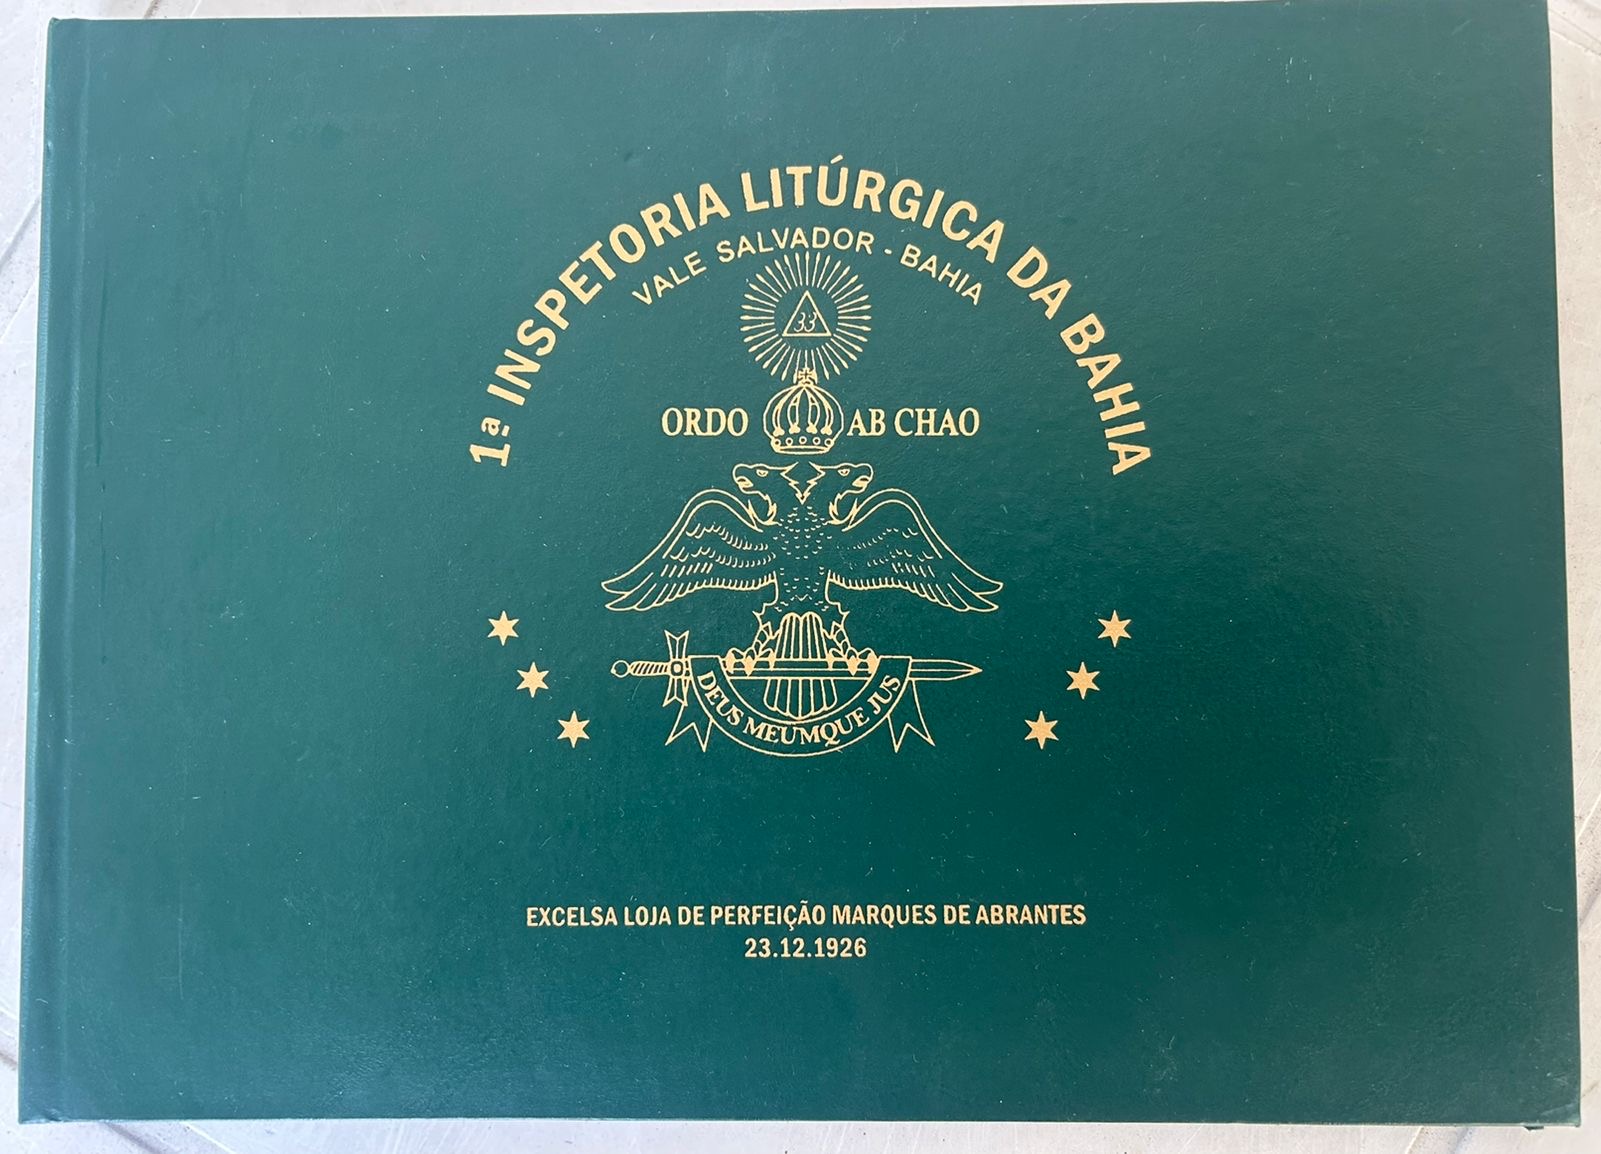 1ª INSPETORIA LITÚRGICA DA BAHIA
VALE SALVADOR - BAHIA
33
ORDO AB CHAO
DEUS MEUMQUE JUS
EXCELSA LOJA DE PERFEIÇÃO MARQUES DE ABRANTES
23.12.1926